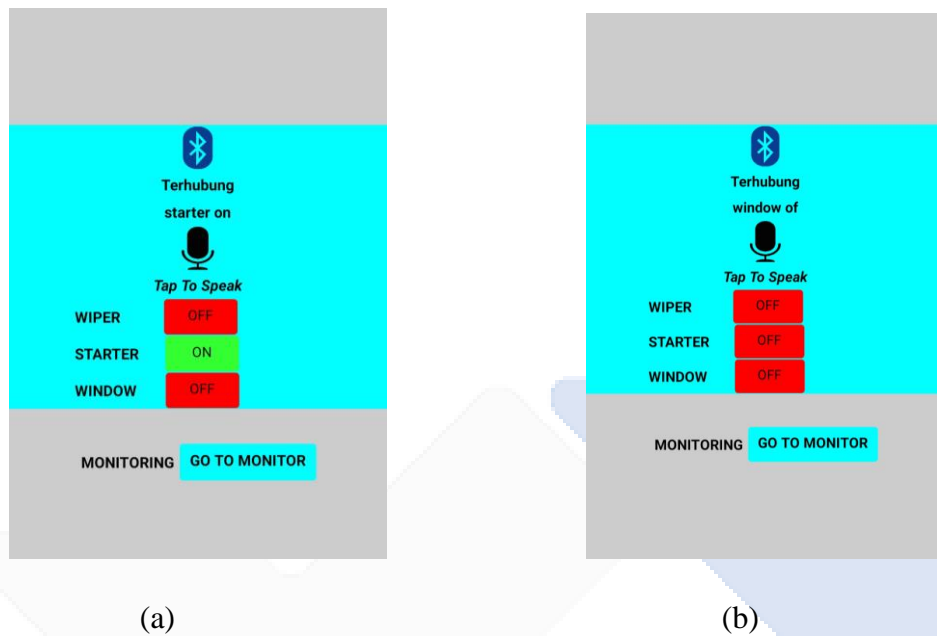 Terhubung
starter on
Tap To Speak
WIPER OFF
STARTER ON
WINDOW OFF
MONITORING GO TO MONITOR
(a)
Terhubung
window of
Tap To Speak
WIPER OFF
STARTER OFF
WINDOW OFF
MONITORING GO TO MONITOR
(b)